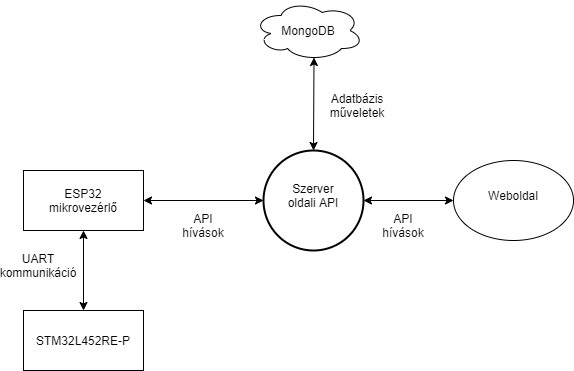 MongoDB
Adatbázis
műveletek
ESP32
mikrovezérlő
API
hívások
Szerver
oldali API
API
hívások
Weboldal
UART
kommunikáció
STM32L452RE-P